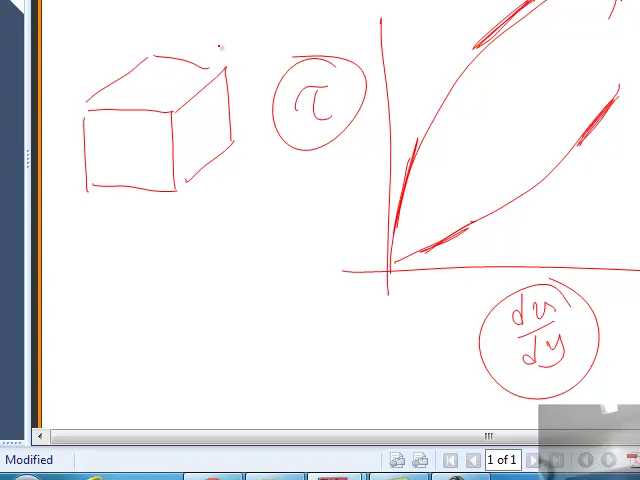 τ
du
dy
Modified
1 of 1